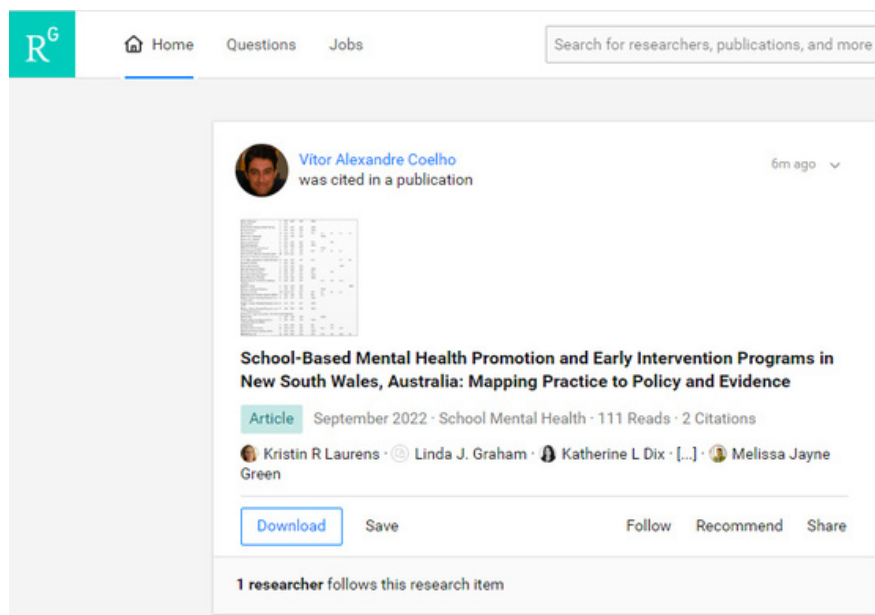 RG
Home Questions Jobs Search for researchers, publications, and more
Vítor Alexandre Coelho 6m ago
was cited in a publication
School-Based Mental Health Promotion and Early Intervention Programs in
New South Wales, Australia: Mapping Practice to Policy and Evidence
Article September 2022 · School Mental Health · 111 Reads · 2 Citations
Kristin R Laurens · Linda J. Graham · Katherine L Dix · [...] · Melissa Jayne
Green
Download Save Follow Recommend Share
1 researcher follows this research item